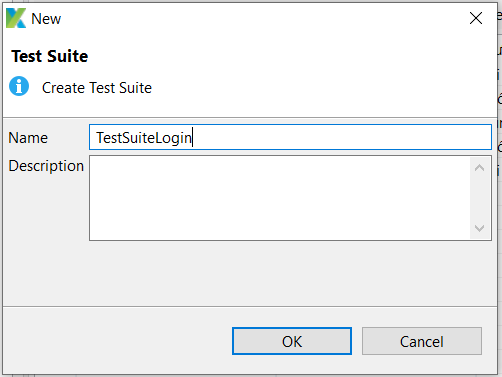 New
Test Suite
Create Test Suite
Name TestSuiteLogin
Description
OK Cancel